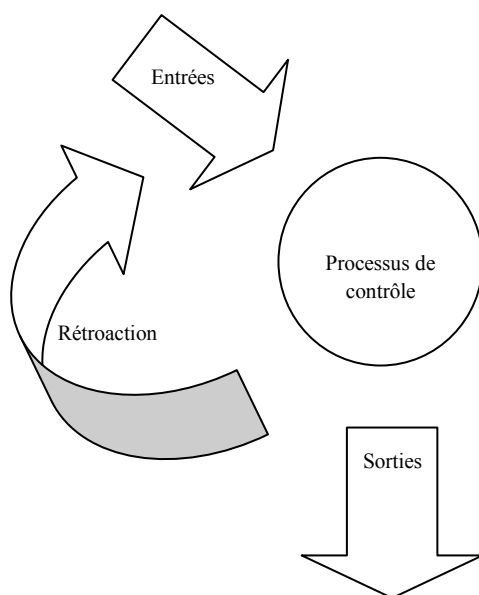 Entrées
Processus de
contrôle
Rétroaction
Sorties